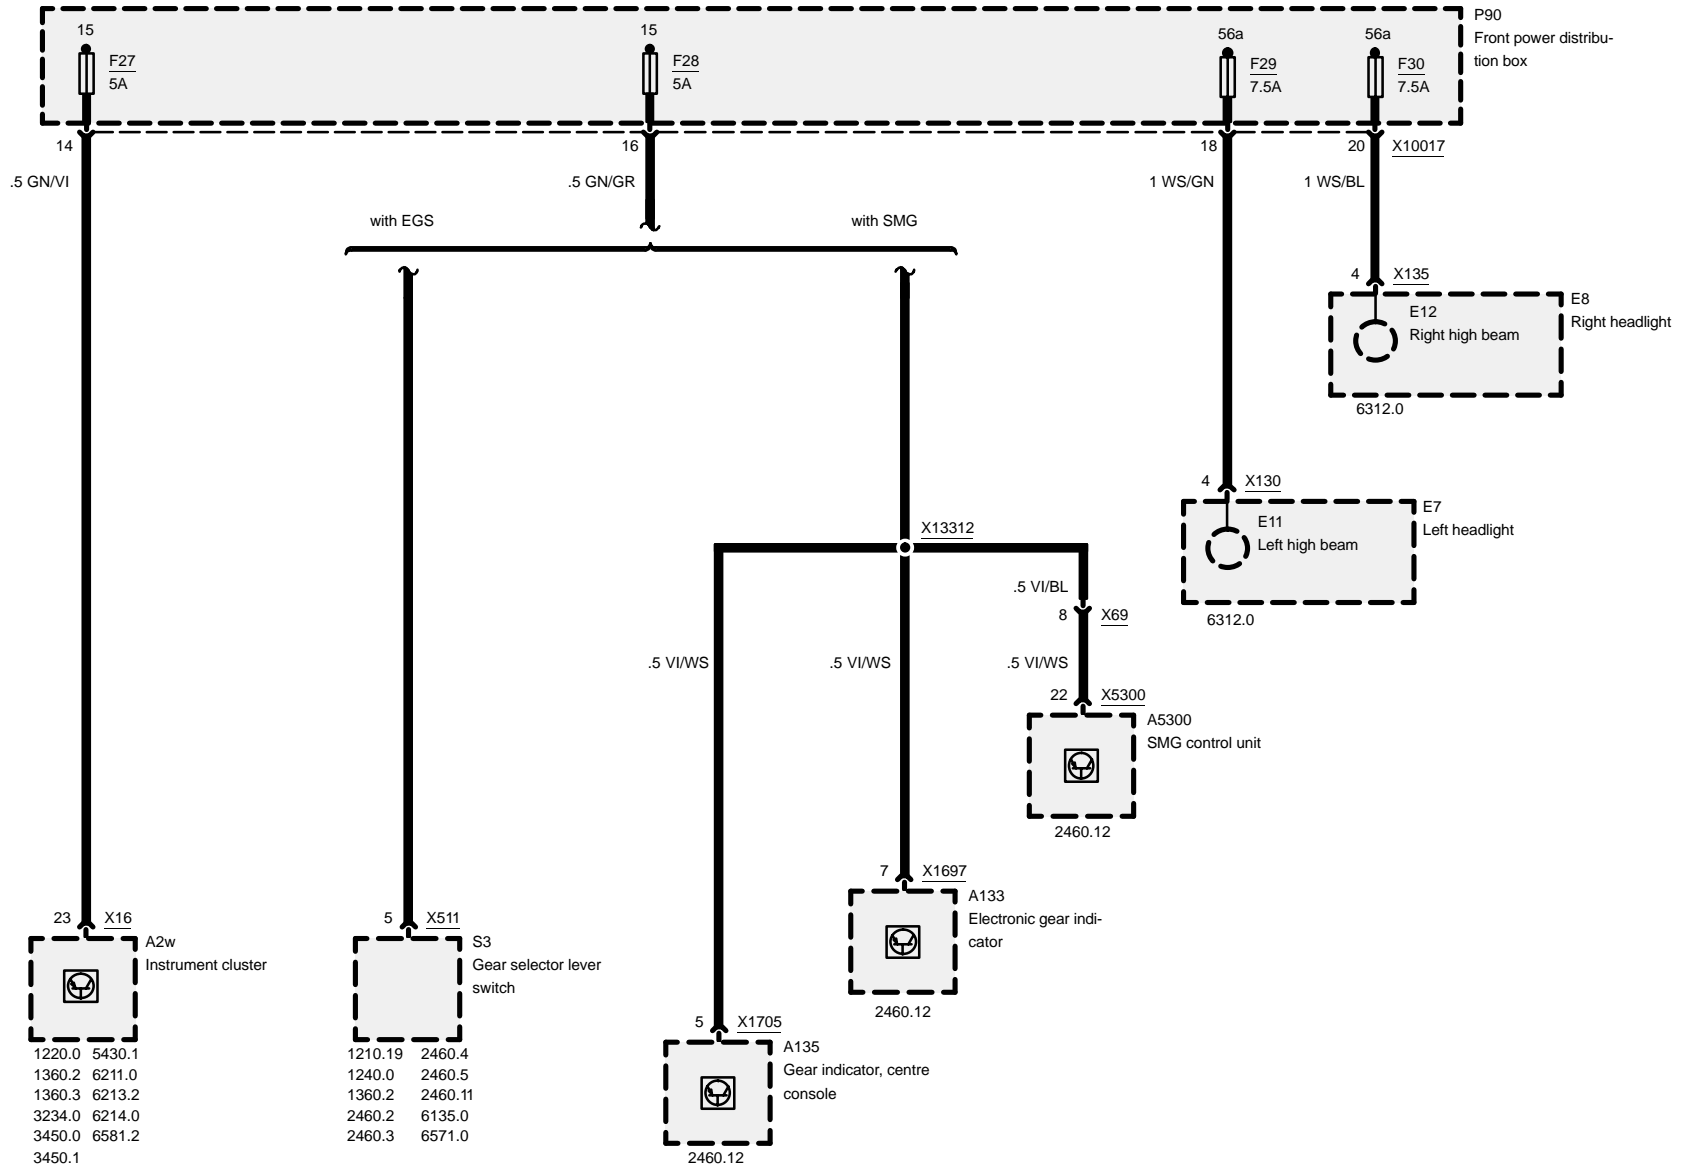 P90
Front power distribu-
tion box
15
F27
5A
15
F28
5A
56a
F29
7.5A
56a
F30
7.5A
14
16
18
20
X10017
.5 GN/VI
.5 GN/GR
1 WS/GN
1 WS/BL
with EGS
with SMG
4
X135
E8
Right headlight
E12
Right high beam
6312.0
4
X130
E7
Left headlight
E11
Left high beam
6312.0
X13312
.5 VI/BL
8
X69
.5 VI/WS
.5 VI/WS
.5 VI/WS
22
X5300
A5300
SMG control unit
2460.12
7
X1697
A133
Electronic gear indi-
cator
2460.12
23
X16
A2w
Instrument cluster
1220.0 5430.1
1360.2 6211.0
1360.3 6213.2
3234.0 6214.0
3450.0 6581.2
3450.1
5
X511
S3
Gear selector lever
switch
1210.19 2460.4
1240.0 2460.5
1360.2 2460.11
2460.2 6135.0
2460.3 6571.0
5
X1705
A135
Gear indicator, centre
console
2460.12